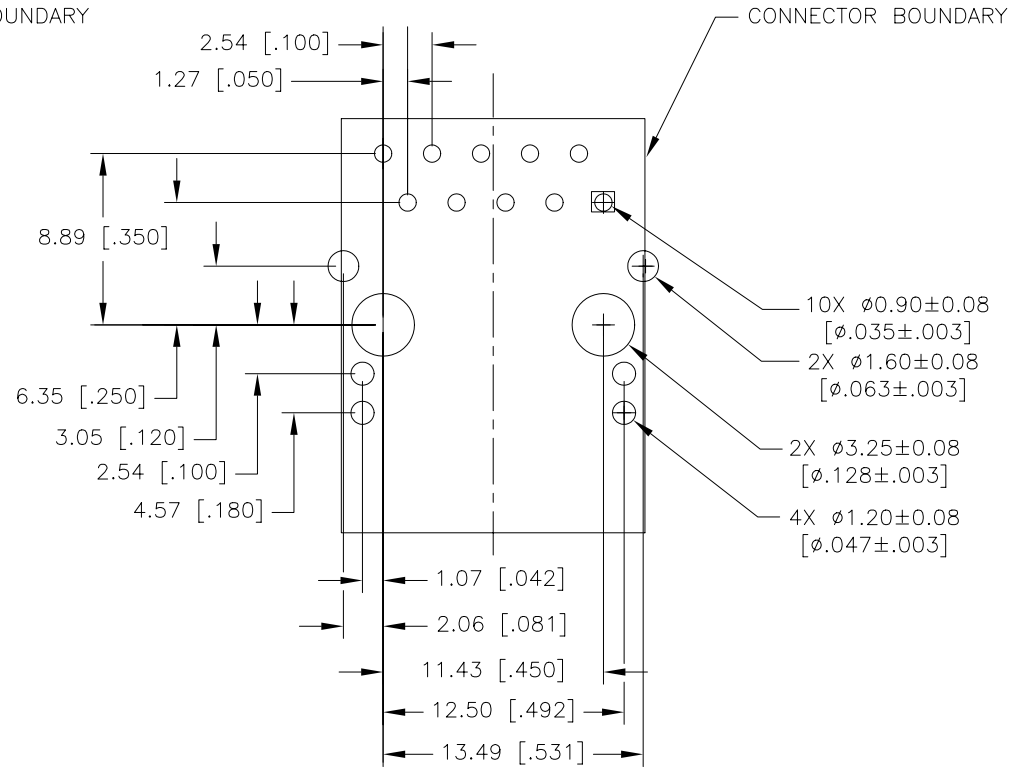 OUNDARY
CONNECTOR BOUNDARY
2.54 [.100]
1.27 [.050]
8.89 [.350]
10X ø0.90±0.08
[ø.035±.003]
2X ø1.60±0.08
[ø.063±.003]
6.35 [.250]
3.05 [.120]
2.54 [.100]
4.57 [.180]
2X ø3.25±0.08
[ø.128±.003]
4X ø1.20±0.08
[ø.047±.003]
1.07 [.042]
2.06 [.081]
11.43 [.450]
12.50 [.492]
13.49 [.531]